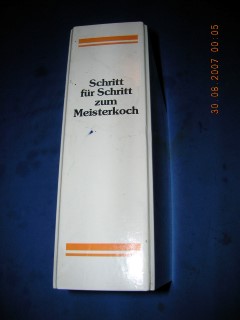 Schritt
für Schritt
zum
Meisterkoch
30 08 2007 00:05